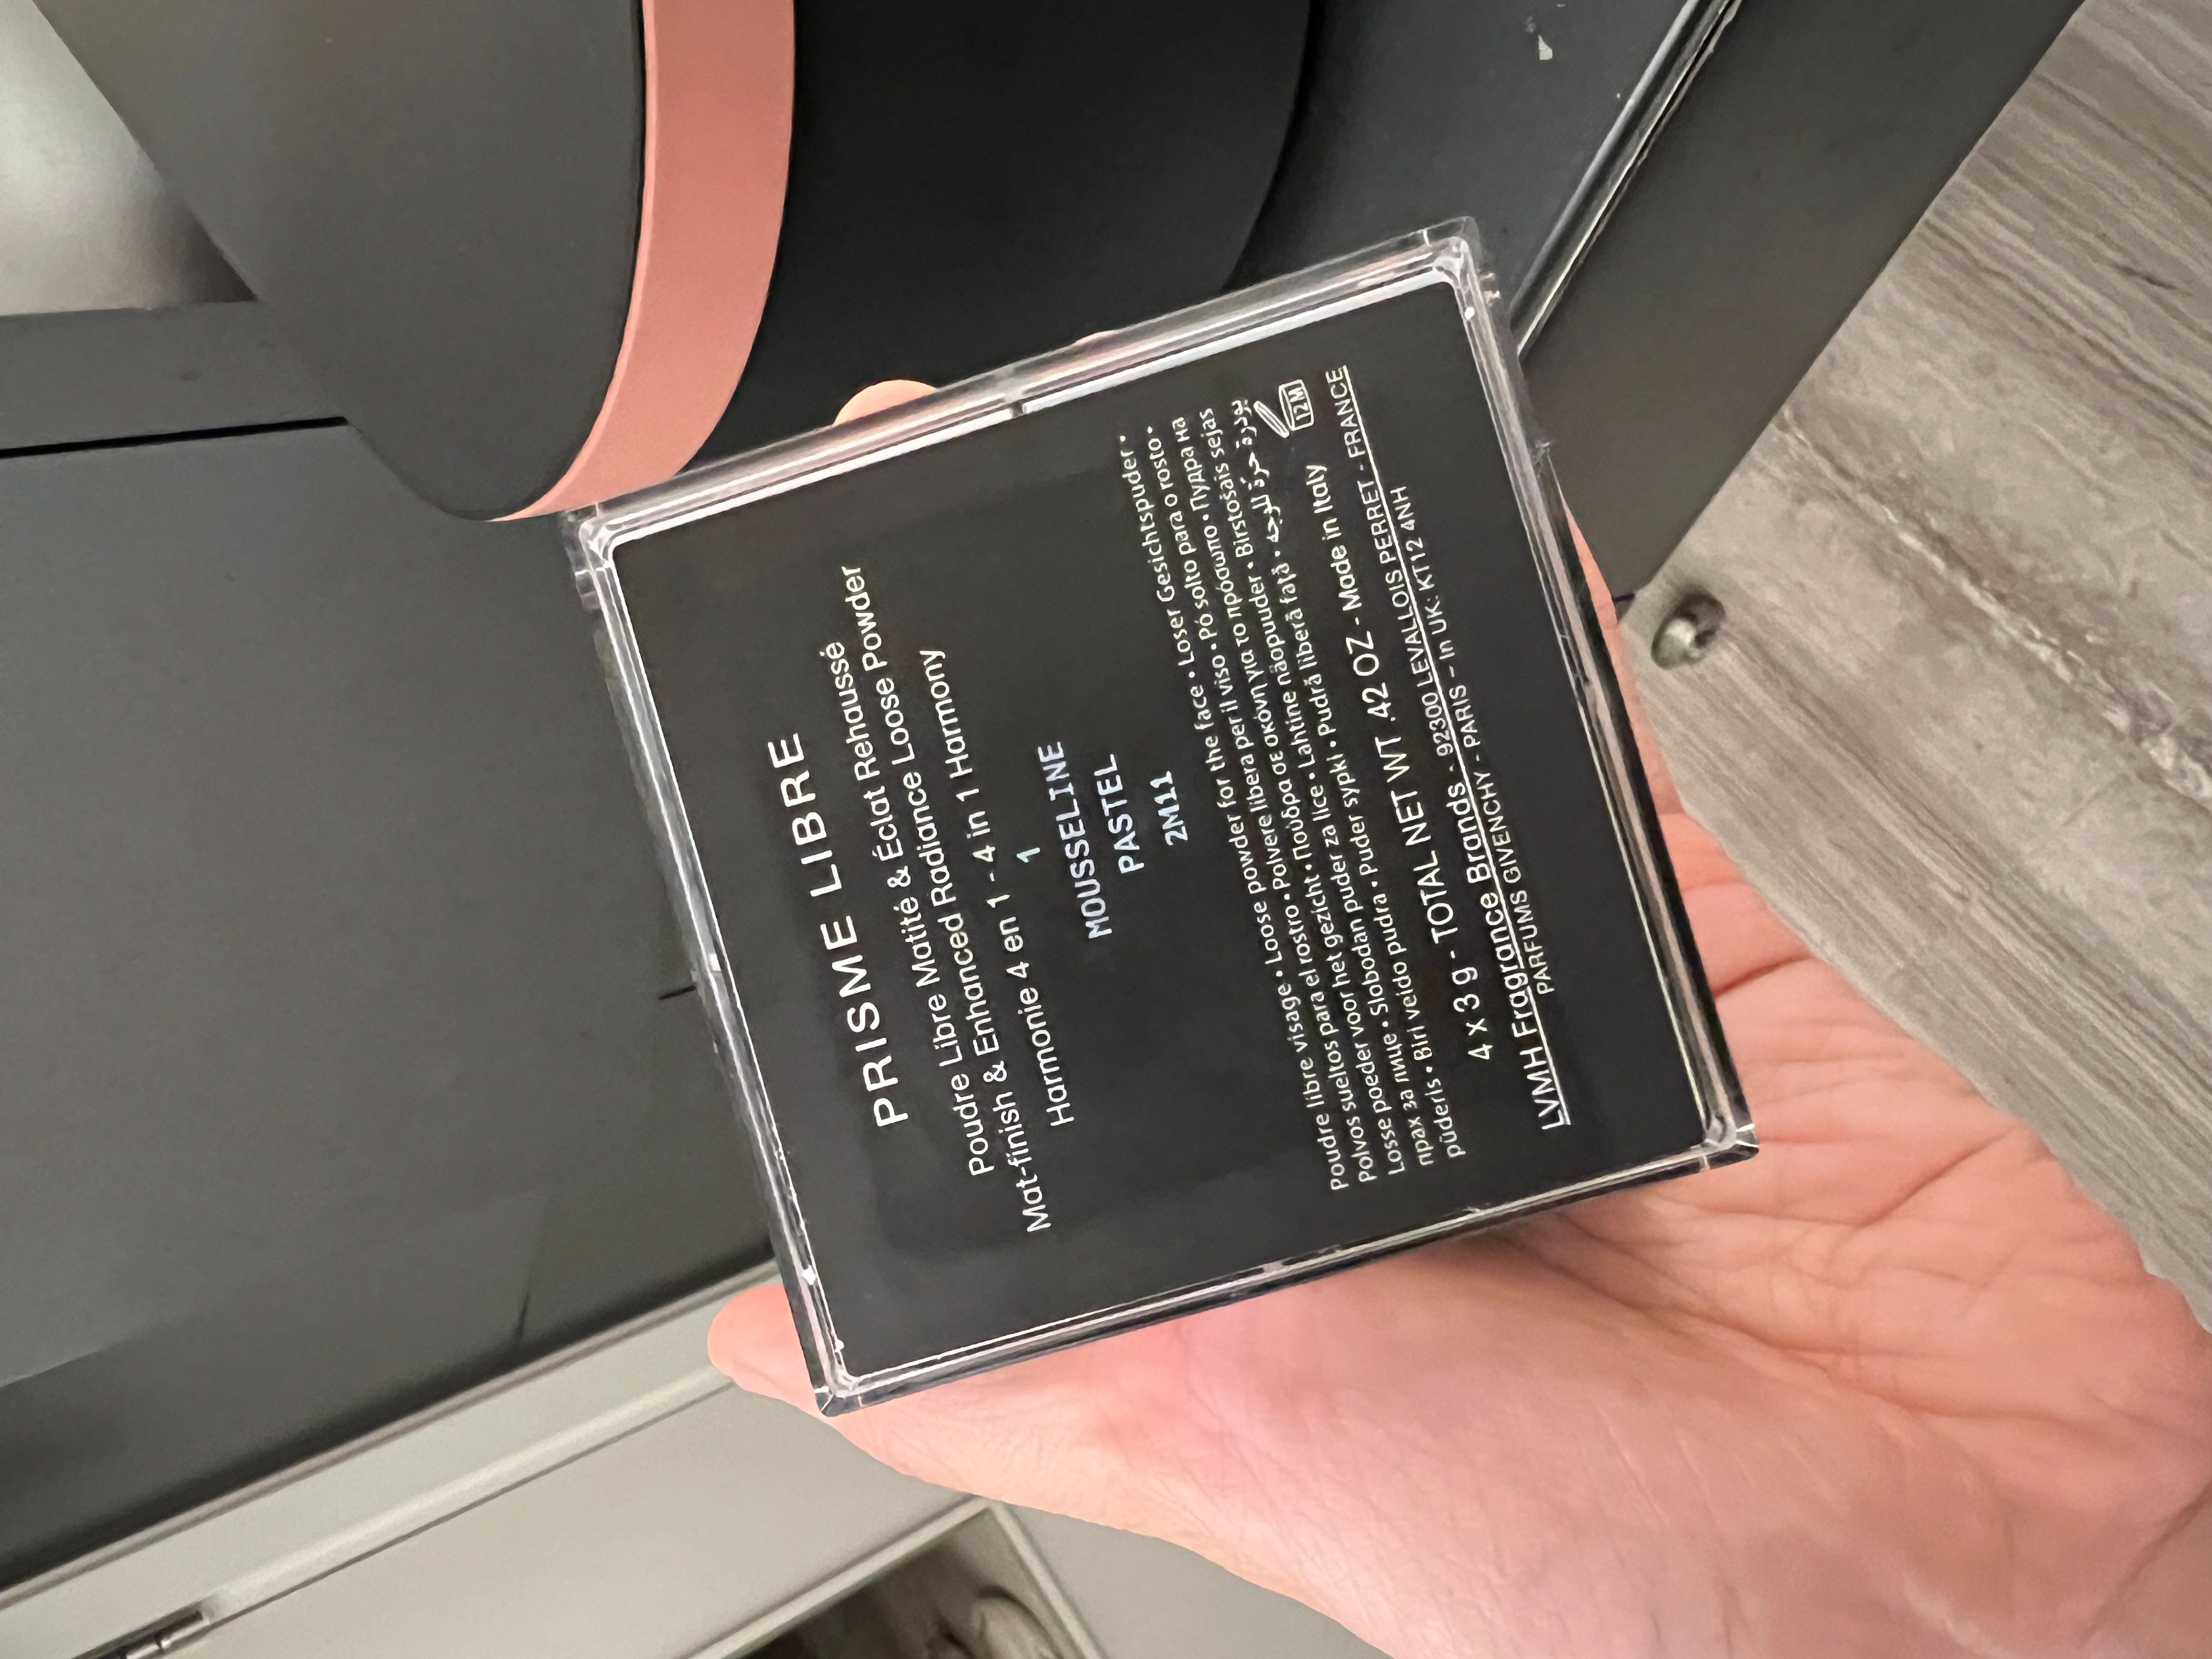 PRISME LIBRE
Poudre Libre Matité & Éclat Rehaussé
Mat-finish & Enhanced Radiance Loose Powder
Harmonie 4 en 1 - 4 in 1 Harmony
1
MOUSSELINE
PASTEL
2M11
Poudre libre visage • Loose powder for the face • Loser Gesichtspuder •
Polvos sueltos para el rostro • Polvere libera per il viso • Pó solto para o rosto •
Losse poeder voor het gezicht • Πούδρα σε σκόνη για το πρόσωπο • Пудра на
прах за лице • Slobodan puder za lice • Lahtine näopuuder • Birstošais sejas
pūderis • Biri veido pudra • Puder sypki • Pudră liberă față • بودرة حرة للوجه
12M
4 x 3 g - TOTAL NET WT .42 OZ - Made in Italy
LVMH Fragrance Brands - 92300 LEVALLOIS PERRET - FRANCE
PARFUMS GIVENCHY - PARIS - In UK: KT12 4NH